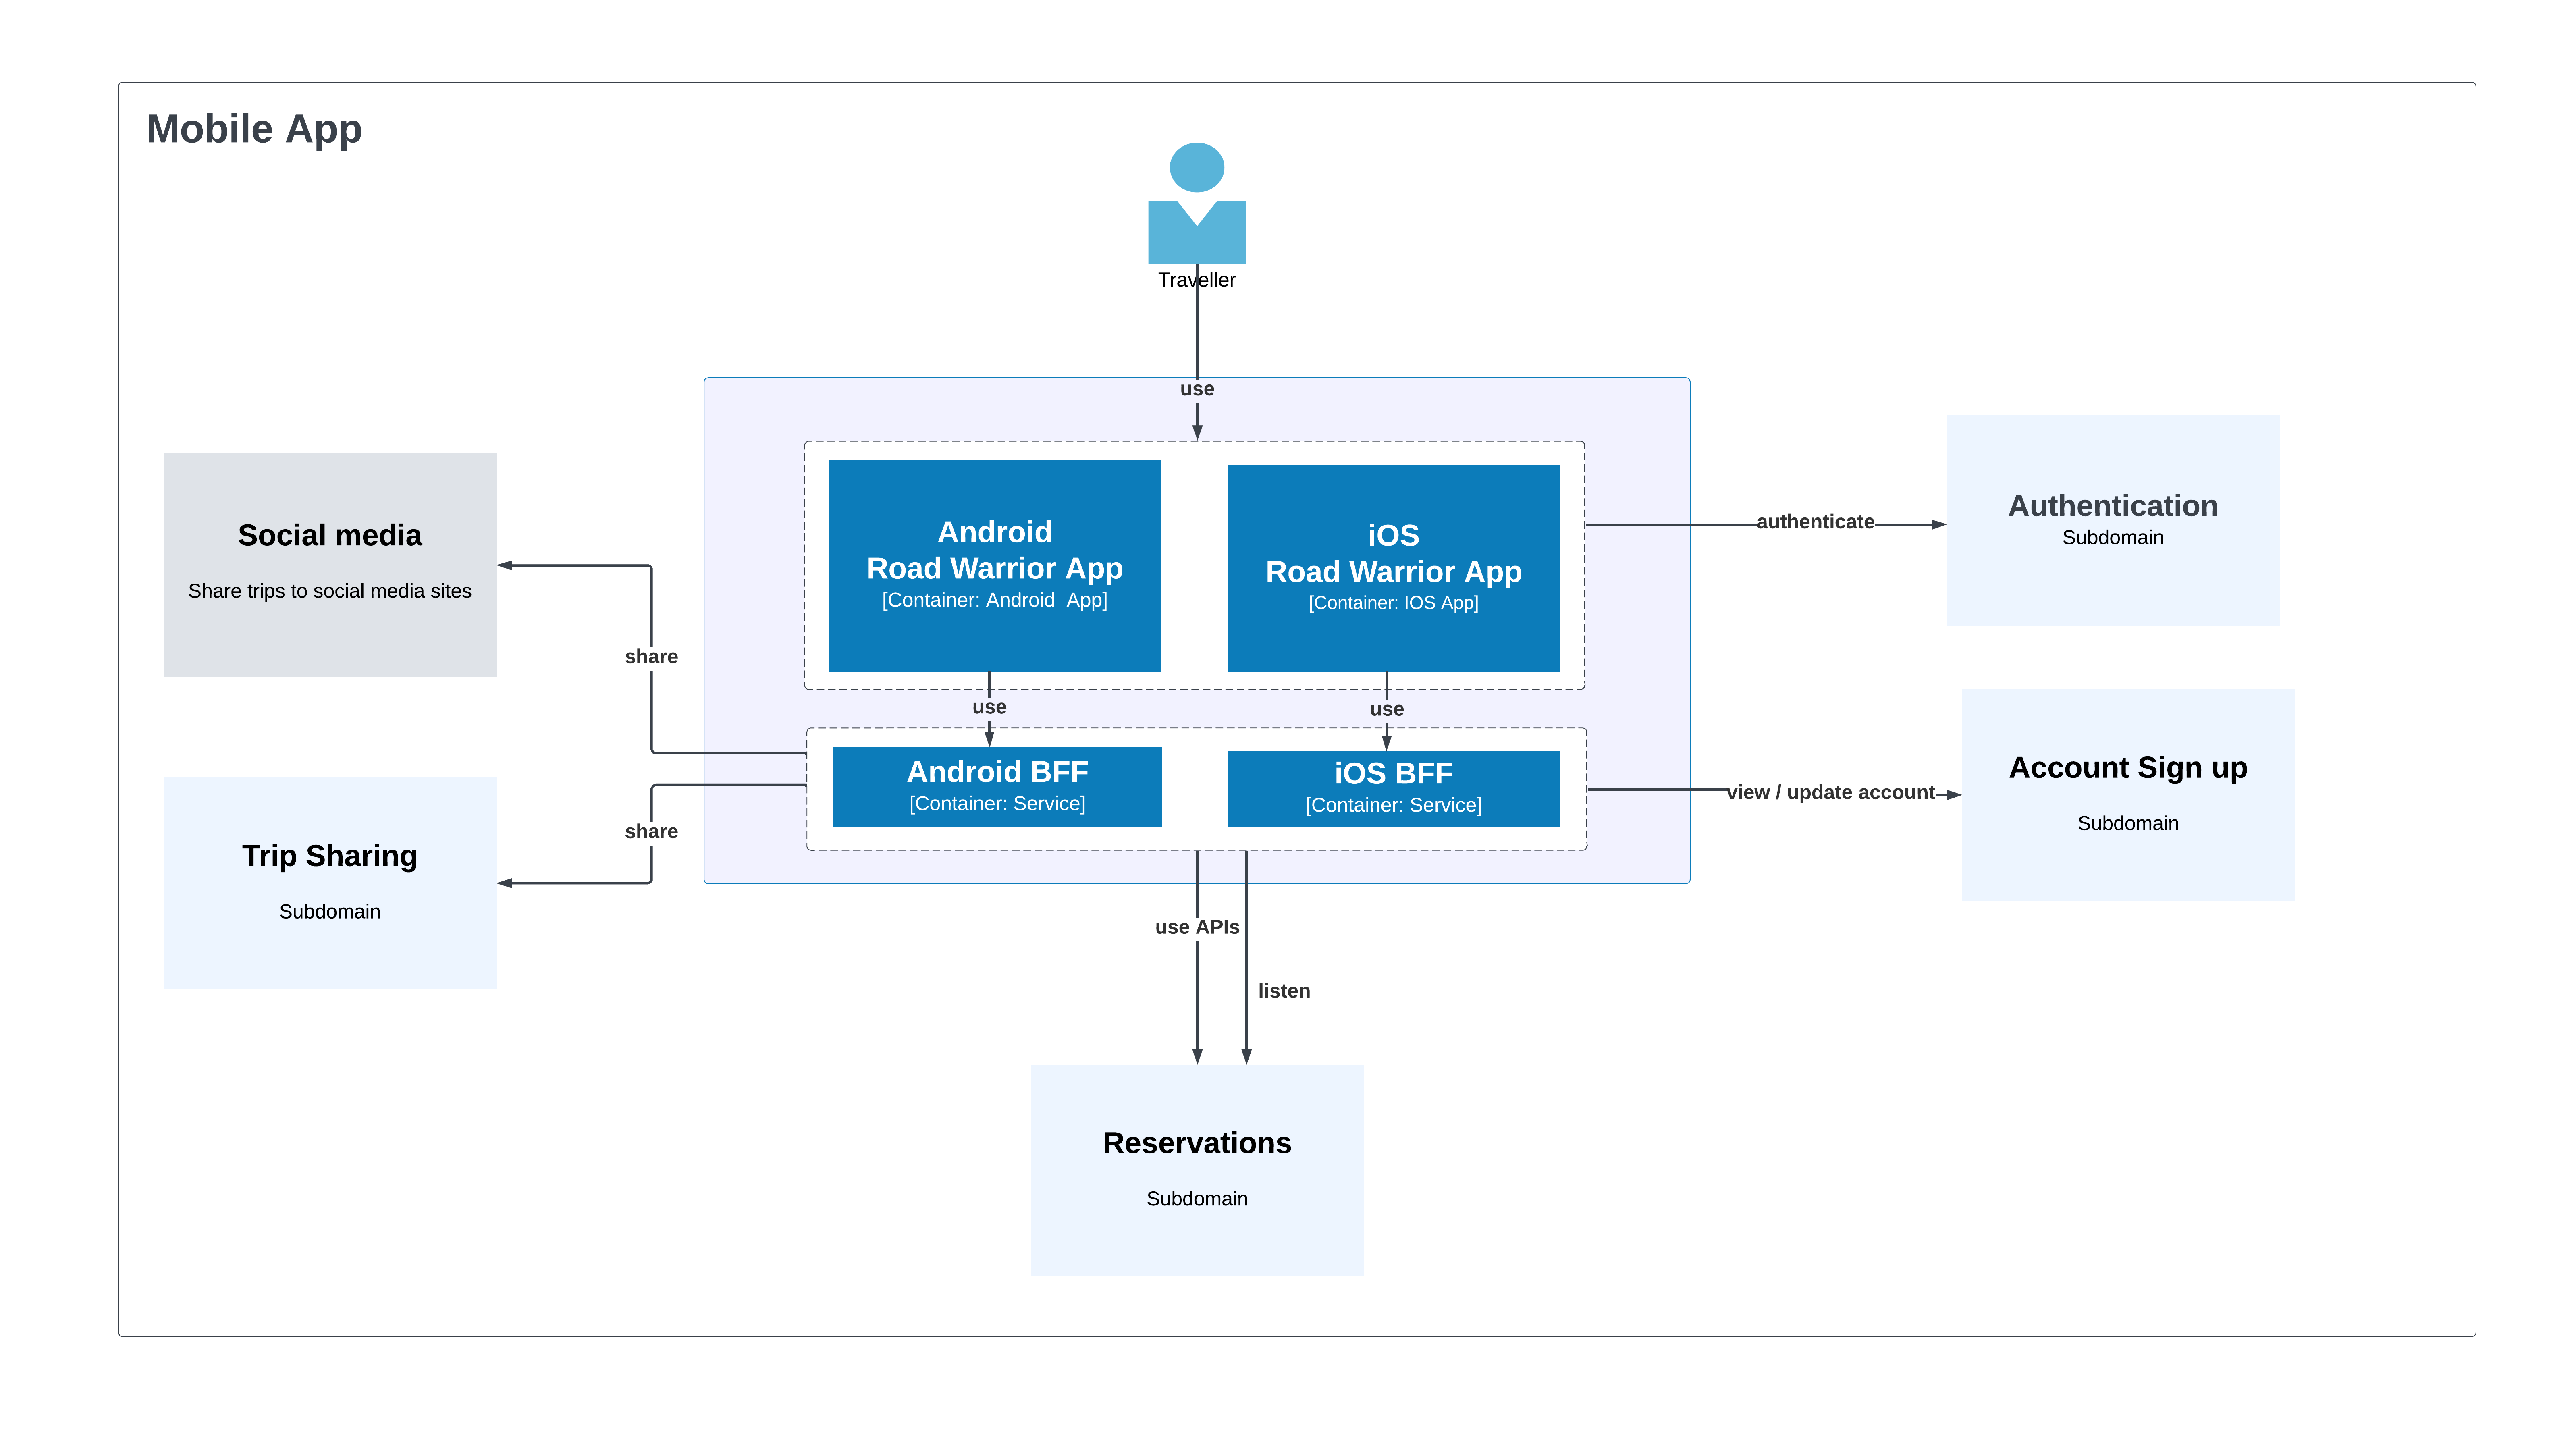 Mobile App
Traveller
use
Android
Road Warrior App
[Container: Android  App]
iOS
Road Warrior App
[Container: IOS App]
authenticate
Authentication
Subdomain
Social media
Share trips to social media sites
share
use
use
Android BFF
[Container: Service]
iOS BFF
[Container: Service]
view / update account
Account Sign up
Subdomain
share
Trip Sharing
Subdomain
use APIs
listen
Reservations
Subdomain